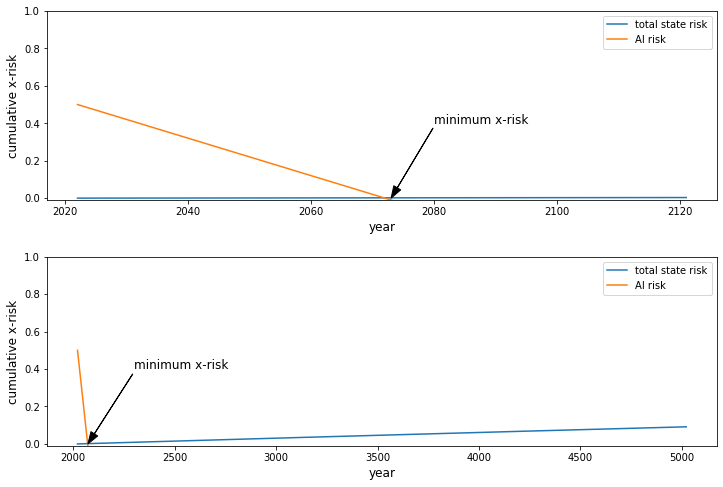 1.0
0.8
0.6
0.4
0.2
0.0
cumulative x-risk
total state risk
AI risk
minimum x-risk
2020
2040
2060
2080
2100
2120
year
1.0
0.8
0.6
0.4
0.2
0.0
cumulative x-risk
total state risk
AI risk
minimum x-risk
2000
2500
3000
3500
4000
4500
5000
year